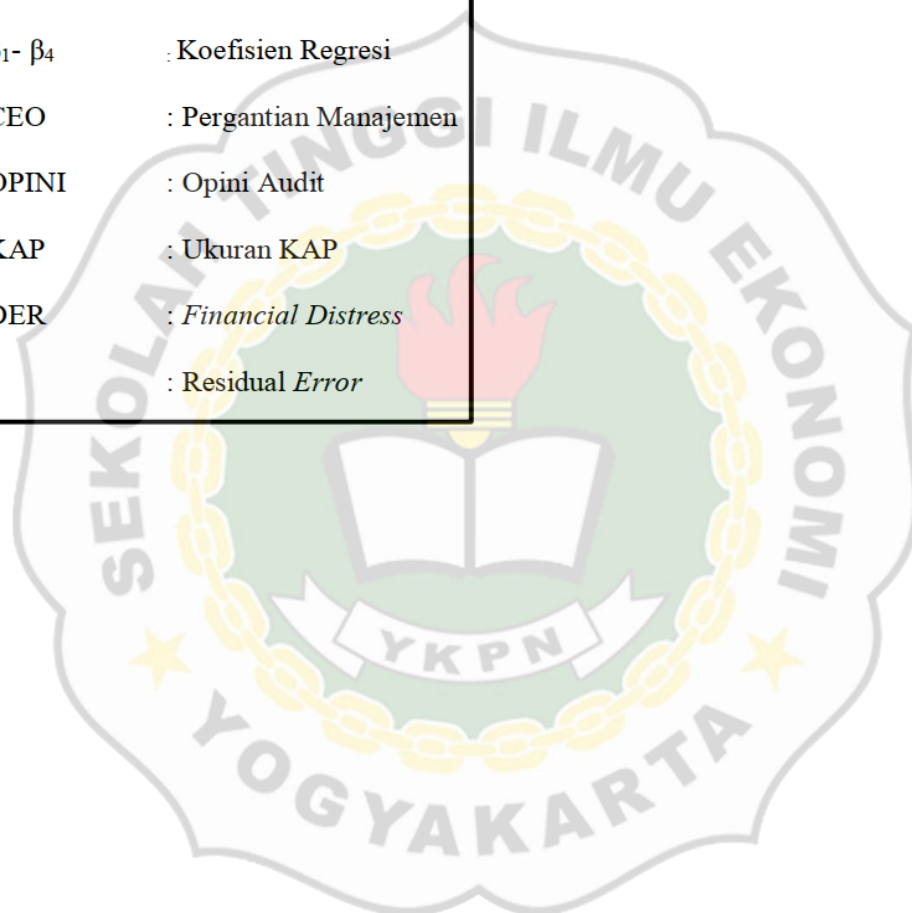 1- β4 : Koefisien Regresi
CEO : Pergantian Manajemen
OPINI : Opini Audit
KAP : Ukuran KAP
DER : Financial Distress
: Residual Error
SEKOLAH TINGGI ILMU EKONOMI
YKPN
YOGYAKARTA